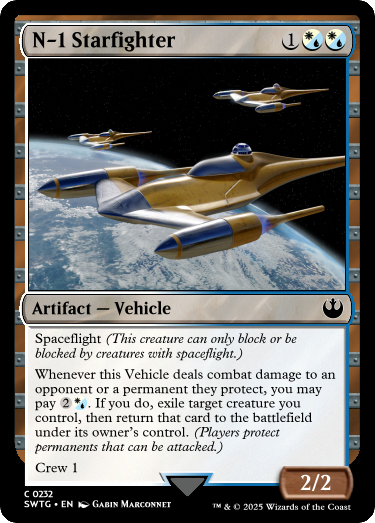 N-1 Starfighter 1
Artifact — Vehicle
Spaceflight (This creature can only block or be
blocked by creatures with spaceflight.)
Whenever this Vehicle deals combat damage to an
opponent or a permanent they protect, you may
pay 2 . If you do, exile target creature you
control, then return that card to the battlefield
under its owner's control. (Players protect
permanents that can be attacked.)
Crew 1
2/2
C 0232
SWTG • EN Gabin Marconnet
™ & © 2025 Wizards of the Coast